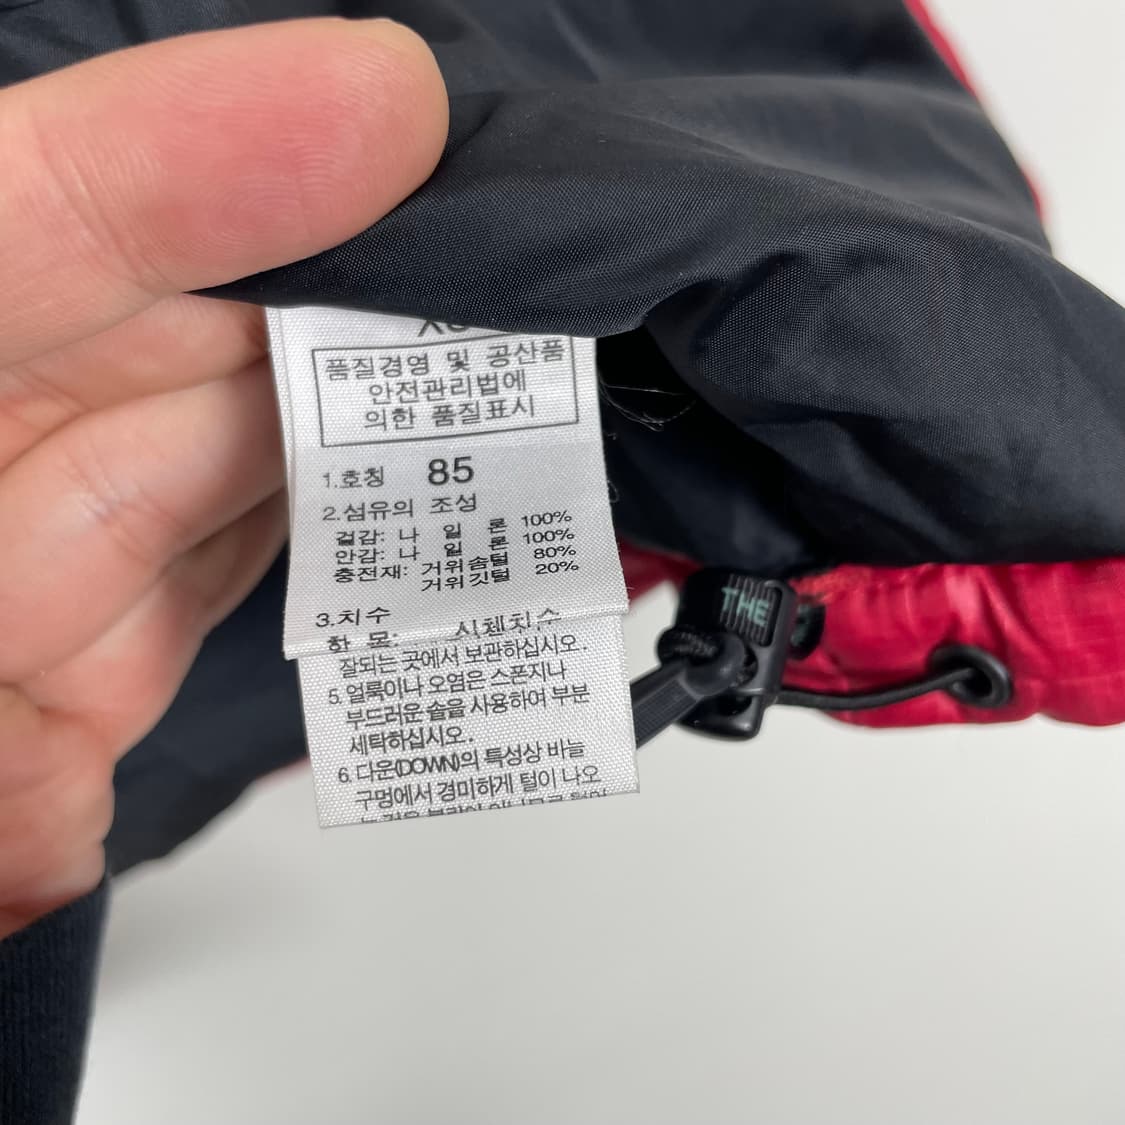 품질경영 및 공산품
안전관리법에
의한 품질표시
1.호칭 85
2.섬유의 조성
겉감: 나 일 론 100%
안감: 나 일 론 100%
충전재: 거위솜털 80%
거위깃털 20%
3.치수
항 목: 시췐치수
잘되는 곳에서 보관하십시오.
5. 얼룩이나 오염은 스폰지나
부드러운 솔을 사용하여 부분
세탁하십시오.
6. 다운(DOWN)의 특성상 바늘
구멍에서 경미하게 털이 나오
THE